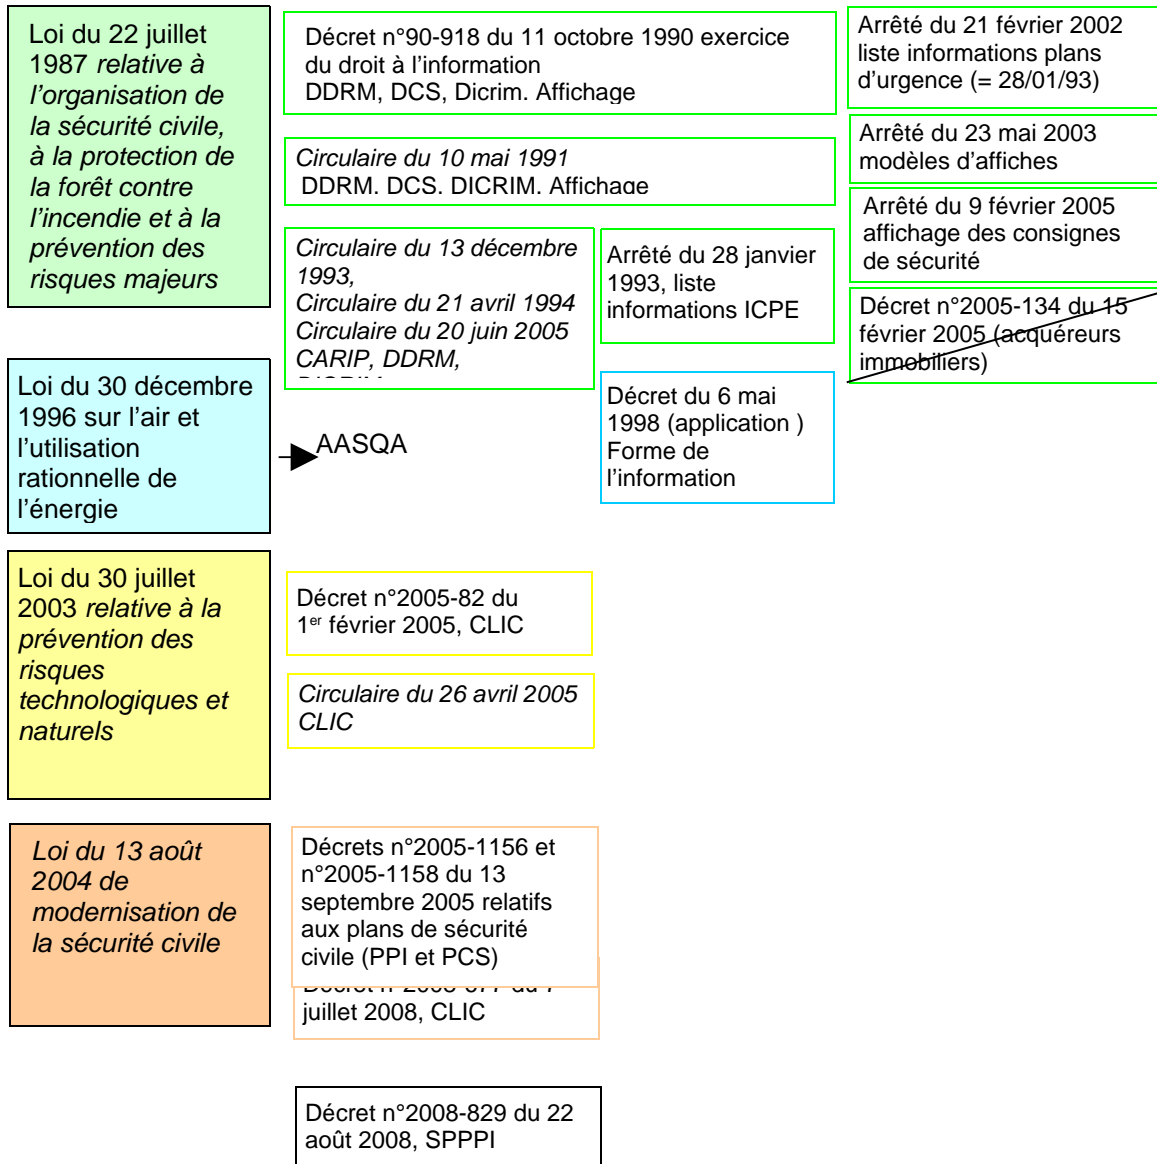 Loi du 22 juillet
1987 relative à
l’organisation de
la sécurité civile,
à la protection de
la forêt contre
l’incendie et à la
prévention des
risques majeurs
Décret n°90-918 du 11 octobre 1990 exercice
du droit à l’information
DDRM, DCS, Dicrim. Affichage
Arrêté du 21 février 2002
liste informations plans
d’urgence (= 28/01/93)
Circulaire du 10 mai 1991
DDRM. DCS. DICRIM. Affichage
Arrêté du 23 mai 2003
modèles d’affiches
Arrêté du 9 février 2005
affichage des consignes
de sécurité
Circulaire du 13 décembre
1993,
Circulaire du 21 avril 1994
Circulaire du 20 juin 2005
CARIP, DDRM,
Arrêté du 28 janvier
1993, liste
informations ICPE
Décret n°2005-134 du 15
février 2005 (acquéreurs
immobiliers)
Loi du 30 décembre
1996 sur l’air et
l’utilisation
rationnelle de
l’énergie
AASQA
Décret du 6 mai
1998 (application )
Forme de
l’information
Loi du 30 juillet
2003 relative à la
prévention des
risques
technologiques et
naturels
Décret n°2005-82 du
1er février 2005, CLIC
Circulaire du 26 avril 2005
CLIC
Loi du 13 août
2004 de
modernisation de
la sécurité civile
Décrets n°2005-1156 et
n°2005-1158 du 13
septembre 2005 relatifs
aux plans de sécurité
civile (PPI et PCS)
juillet 2008, CLIC
Décret n°2008-829 du 22
août 2008, SPPPI